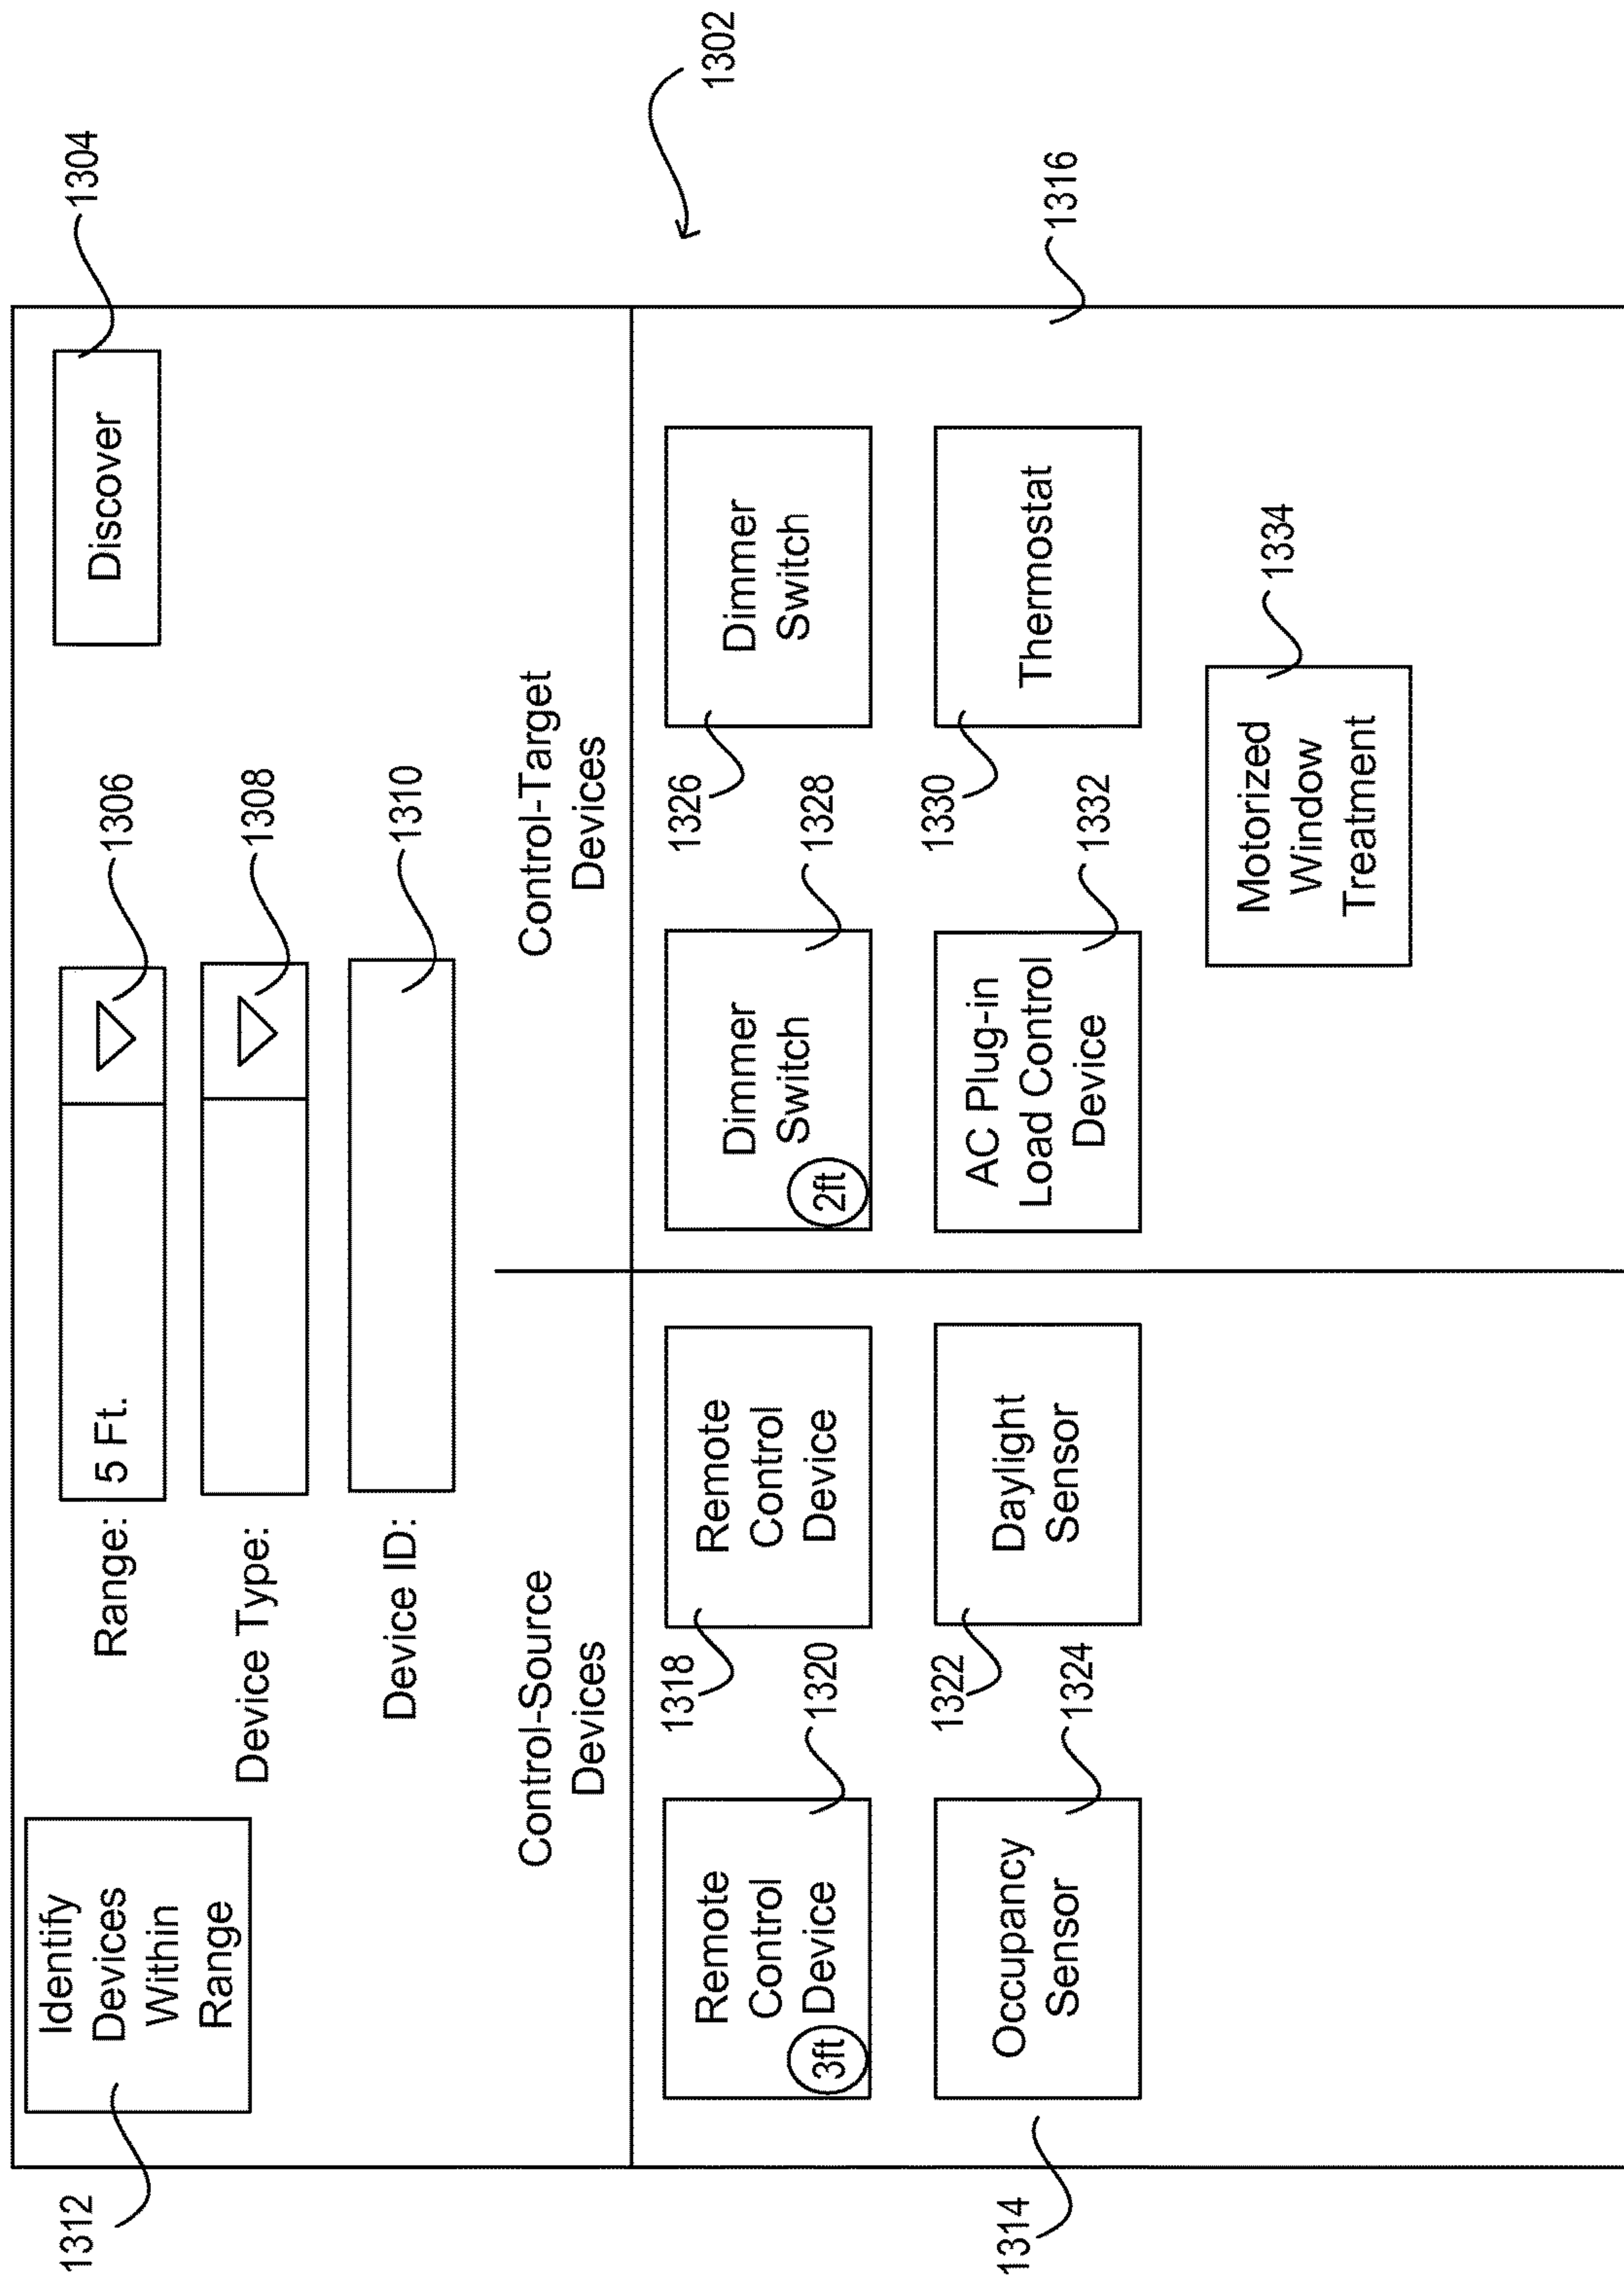 1302
1304
Discover
Identify
Devices
Within
Range
1312
Range:
5 Ft.
1306
Device Type:
1308
Device ID:
1310
Control-Source
Devices
Control-Target
Devices
Remote
Control
Device
3ft
1320
1318
Remote
Control
Device
Dimmer
Switch
2ft
1328
1326
Dimmer
Switch
1314
Occupancy
Sensor
1324
1322
Daylight
Sensor
AC Plug-in
Load Control
Device
1332
1330
Thermostat
1316
Motorized
Window
Treatment
1334